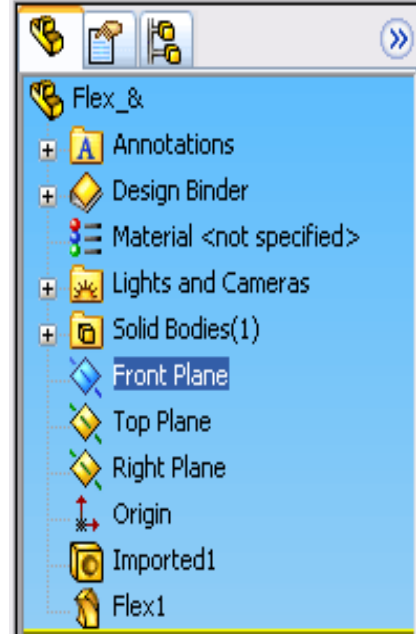 Flex_&
Annotations
Design Binder
Material <not specified>
Lights and Cameras
Solid Bodies(1)
Front Plane
Top Plane
Right Plane
Origin
Imported1
Flex1